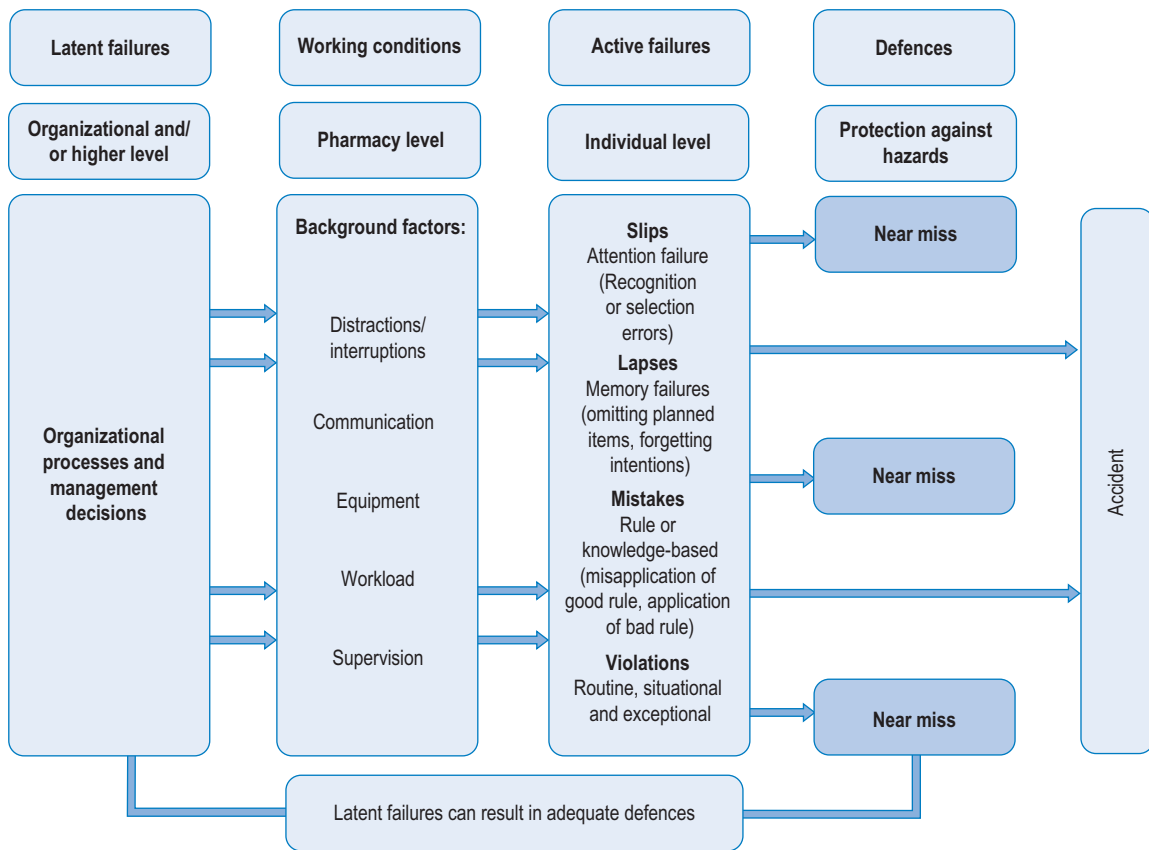 Latent failures
Working conditions
Active failures
Defences
Organizational and/
or higher level
Pharmacy level
Individual level
Protection against
hazards
Organizational
processes and
management
decisions
Background factors:
Distractions/
interruptions
Communication
Equipment
Workload
Supervision
Slips
Attention failure
(Recognition
or selection
errors)
Lapses
Memory failures
(omitting planned
items, forgetting
intentions)
Mistakes
Rule or
knowledge-based
(misapplication of
good rule, application
of bad rule)
Violations
Routine, situational
and exceptional
Near miss
Near miss
Near miss
Accident
Latent failures can result in adequate defences